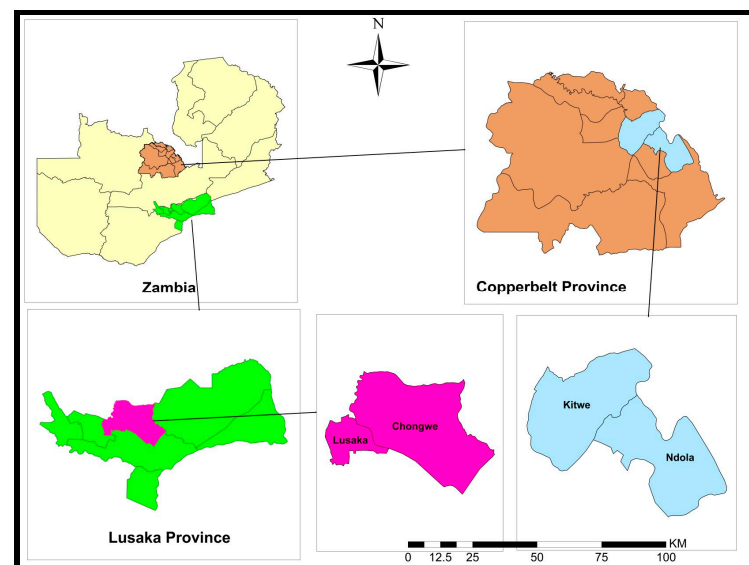 N
Zambia
Copperbelt Province
Lusaka Province
Lusaka
Chongwe
Kitwe
Ndola
KM
0 12.5 25 50 75 100